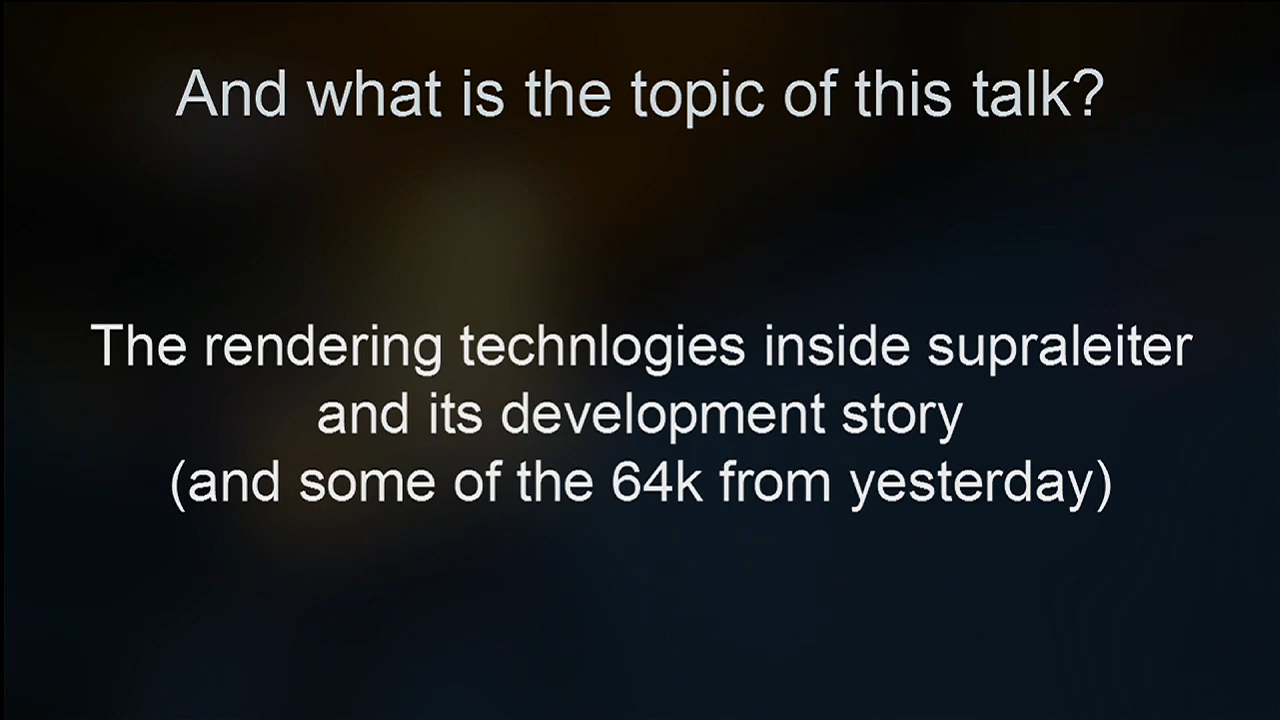 And what is the topic of this talk?
The rendering technlogies inside supraleiter
and its development story
(and some of the 64k from yesterday)